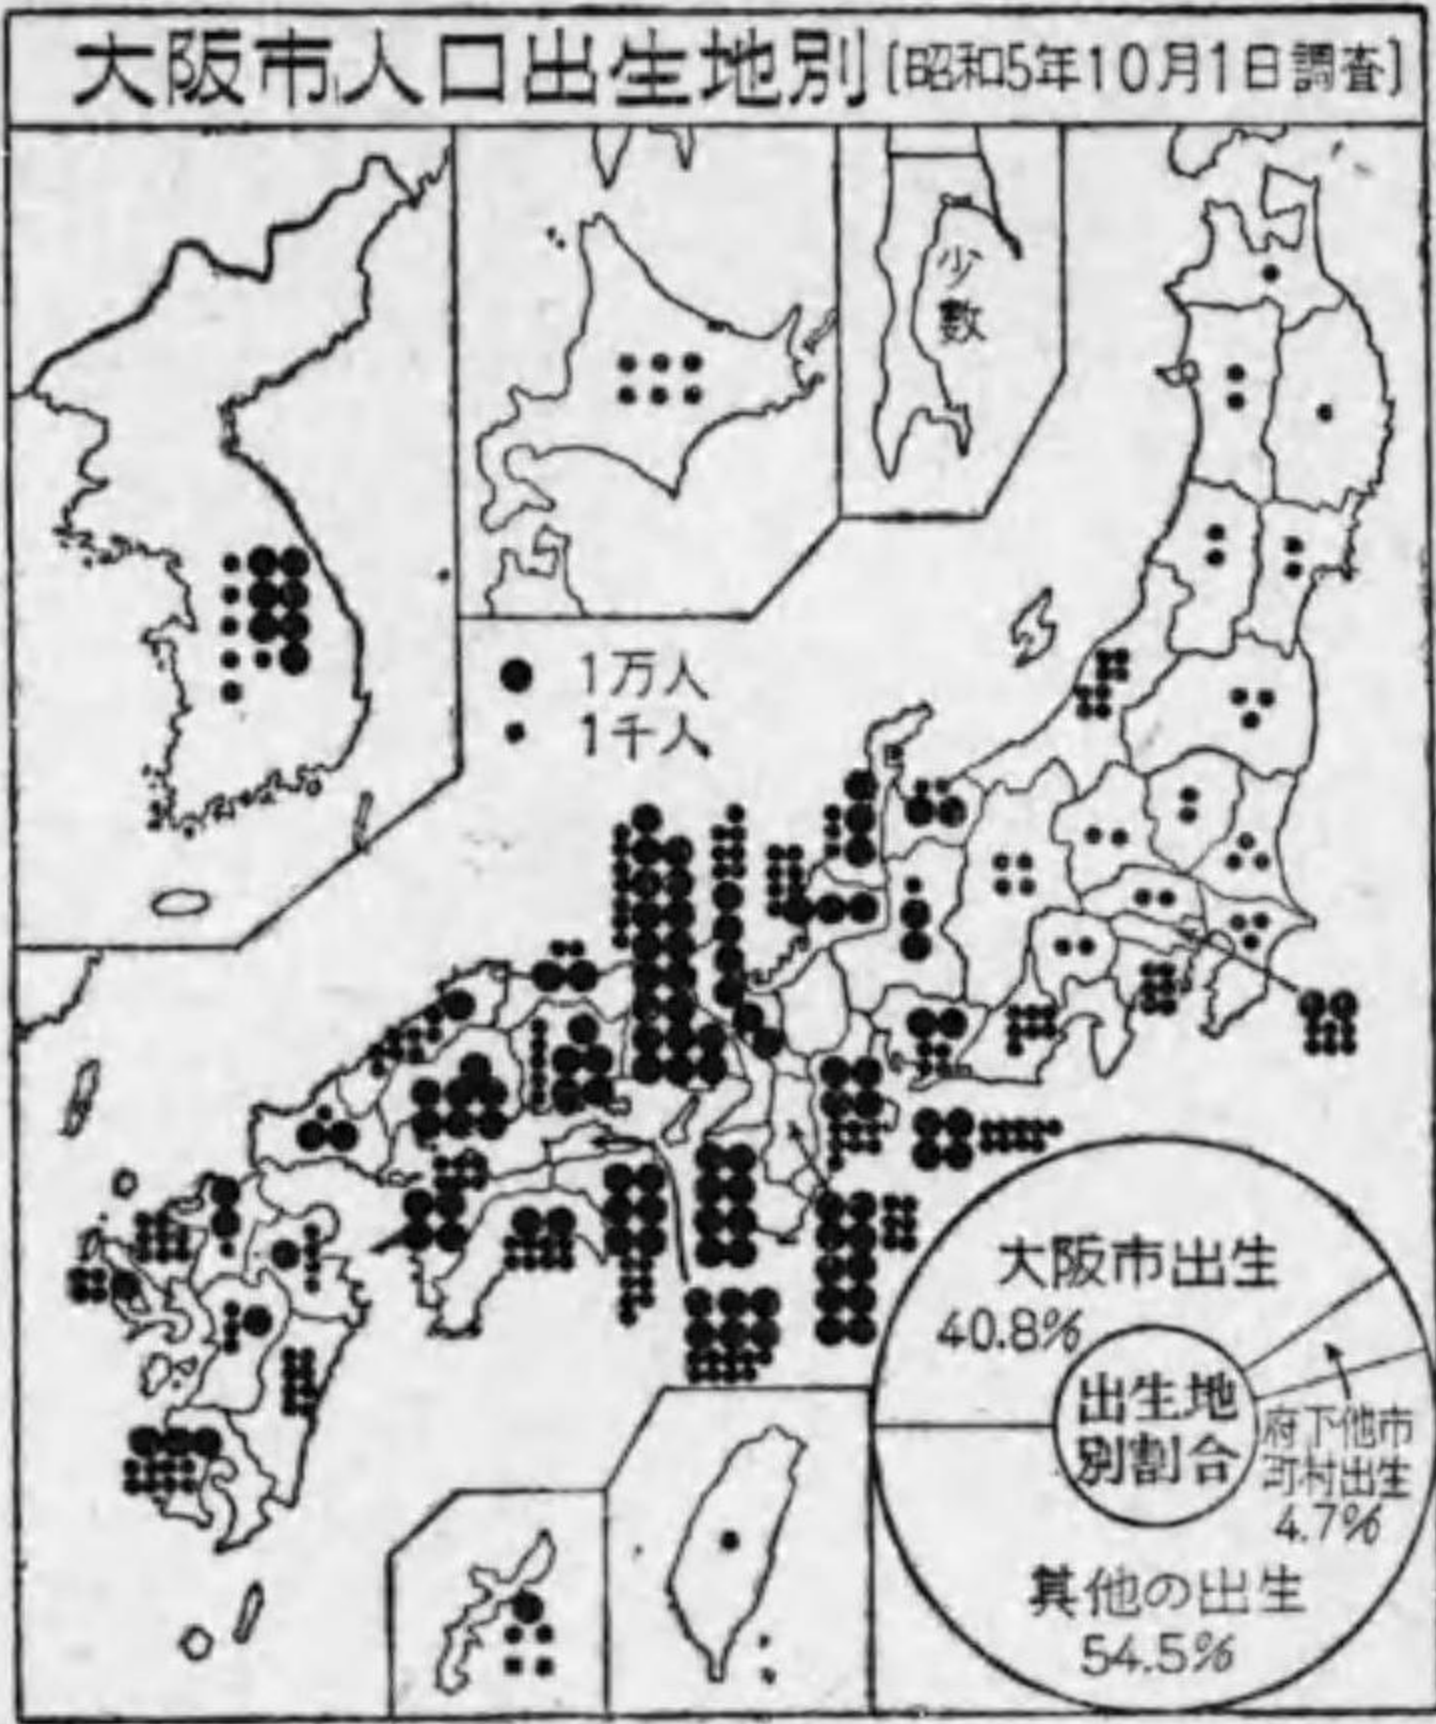 大阪市人口出生地別〔昭和5年10月1日調査〕
少数
1万人
1千人
大阪市出生
40.8%
出生地
別割合
府下他市
町村出生
4.7%
其他の出生
54.5%